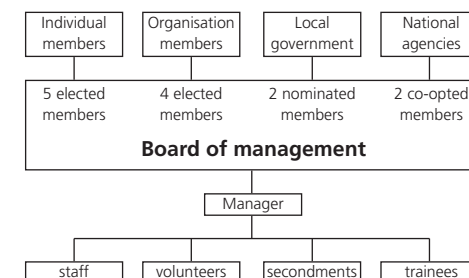 Individual
members
Organisation
members
Local
government
National
agencies
5 elected
members
4 elected
members
2 nominated
members
2 co-opted
members
Board of management
Manager
staff
volunteers
secondments
trainees